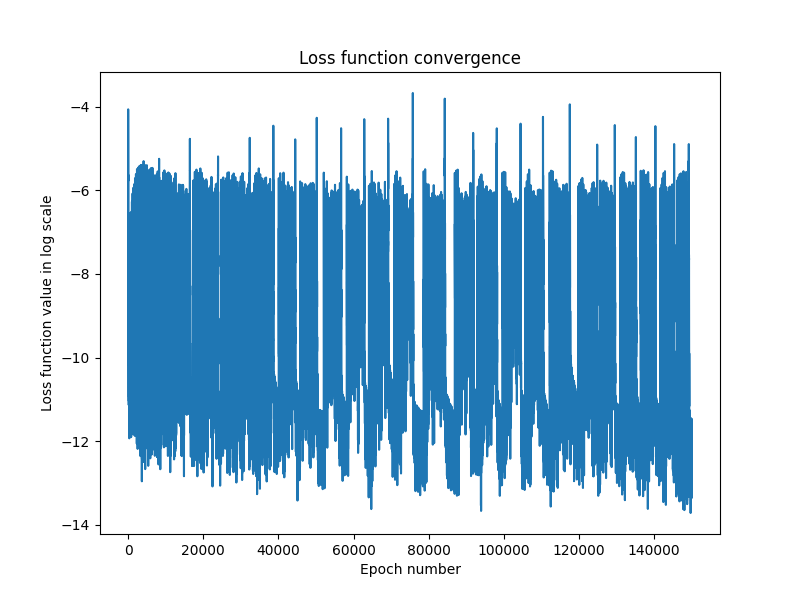 Loss function convergence
Loss function value in log scale
−4
−6
−8
−10
−12
−14
0 20000 40000 60000 80000 100000 120000 140000
Epoch number